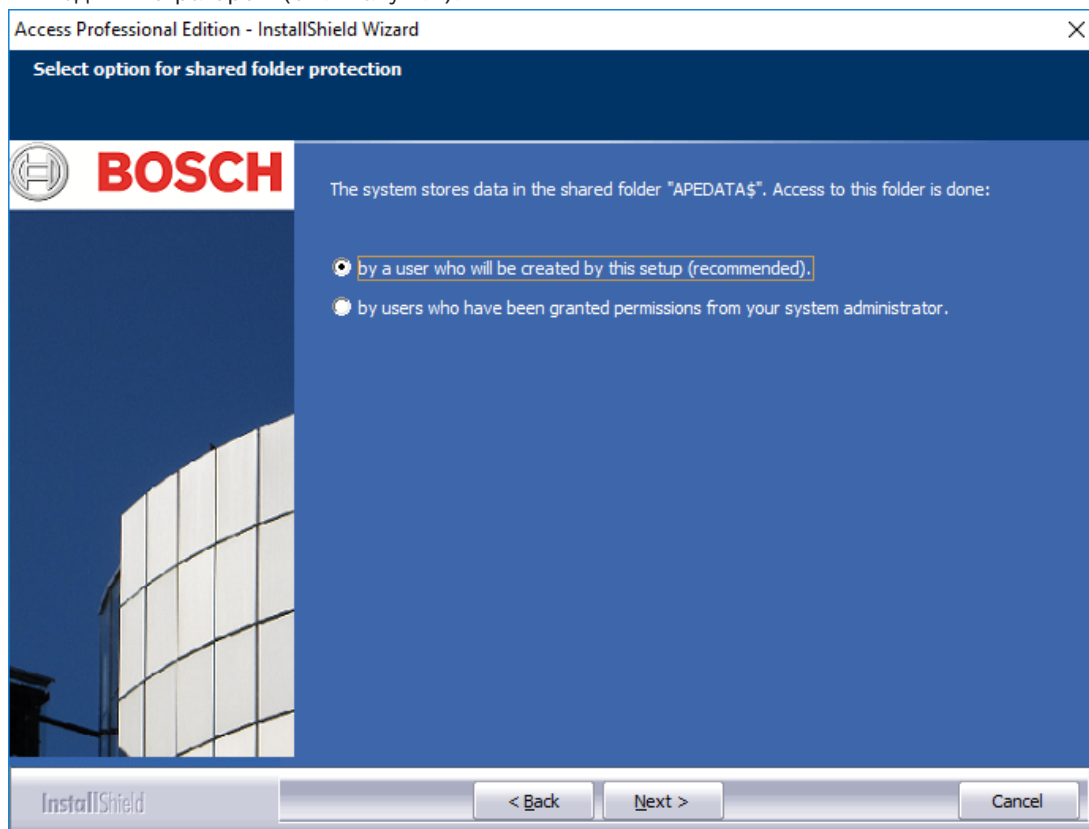 Access Professional Edition - InstallShield Wizard
Select option for shared folder protection
BOSCH
The system stores data in the shared folder "APEDATA$". Access to this folder is done:
by a user who will be created by this setup (recommended).
by users who have been granted permissions from your system administrator.
InstallShield
< Back Next > Cancel